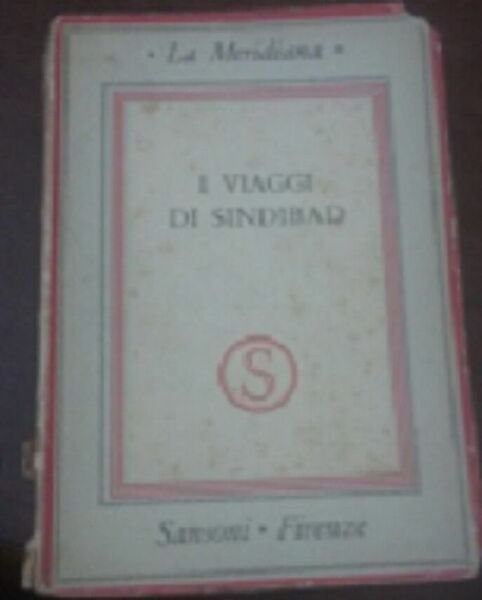 • La Meridiana •
I VIAGGI
DI SINDIBAD
S
Sansoni • Firenze